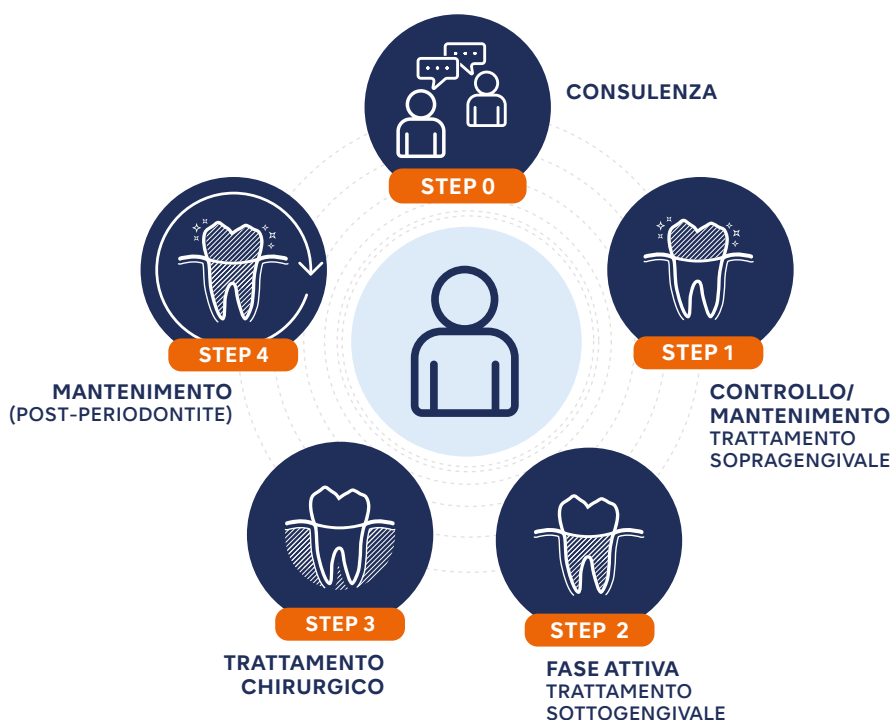 CONSULENZA
STEP 0
STEP 1
CONTROLLO/
MANTENIMENTO
TRATTAMENTO
SOPRAGENGIVALE
STEP 2
FASE ATTIVA
TRATTAMENTO
SOTTOGENGIVALE
STEP 3
TRATTAMENTO
CHIRURGICO
STEP 4
MANTENIMENTO
(POST-PERIODONTITE)